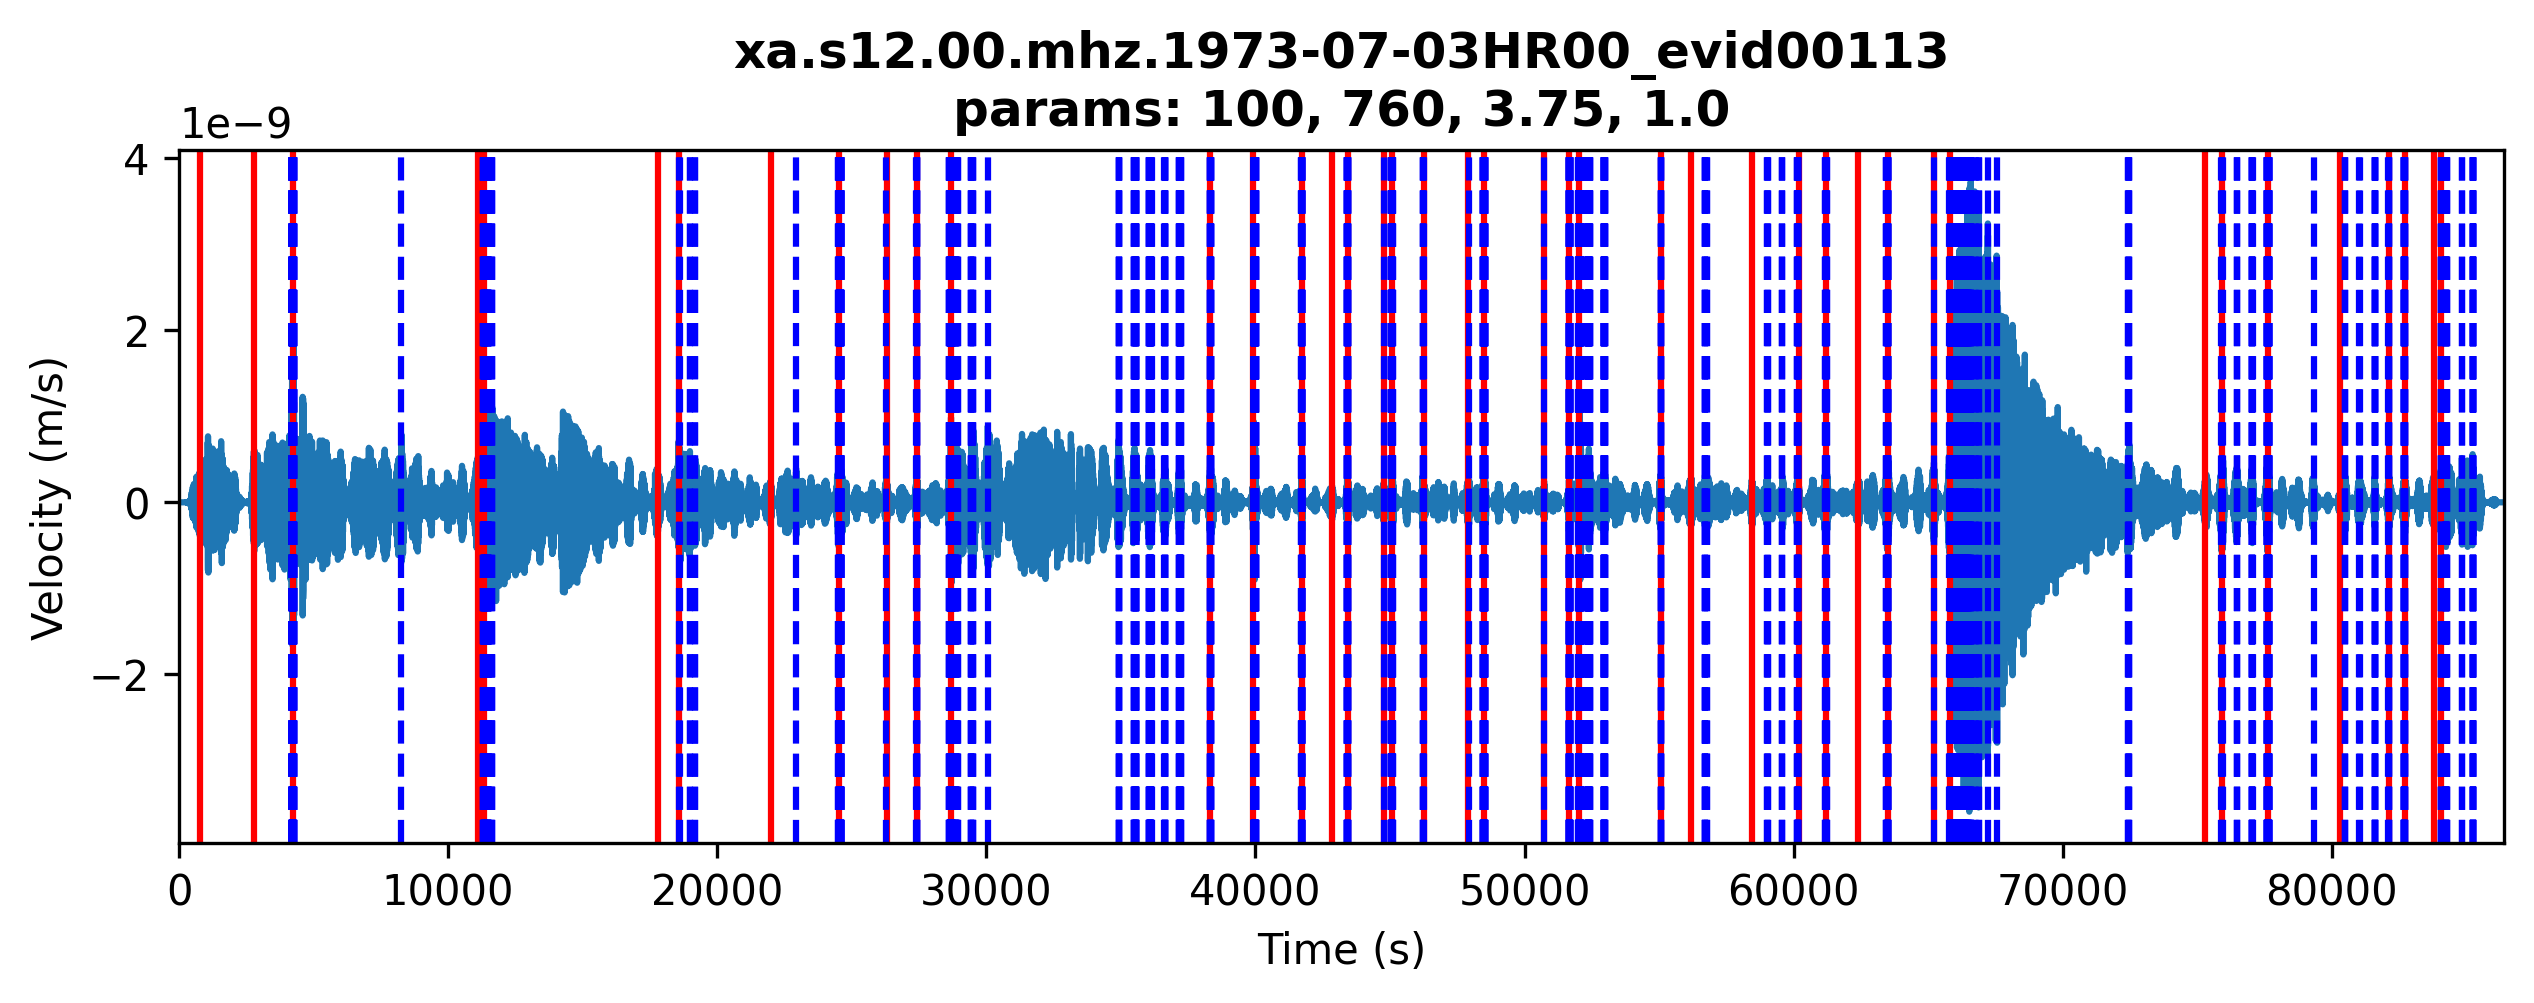 xa.s12.00.mhz.1973-07-03HR00_evid00113
params: 100, 760, 3.75, 1.0
1e−9
4
2
0
−2
Velocity (m/s)
0 10000 20000 30000 40000 50000 60000 70000 80000
Time (s)